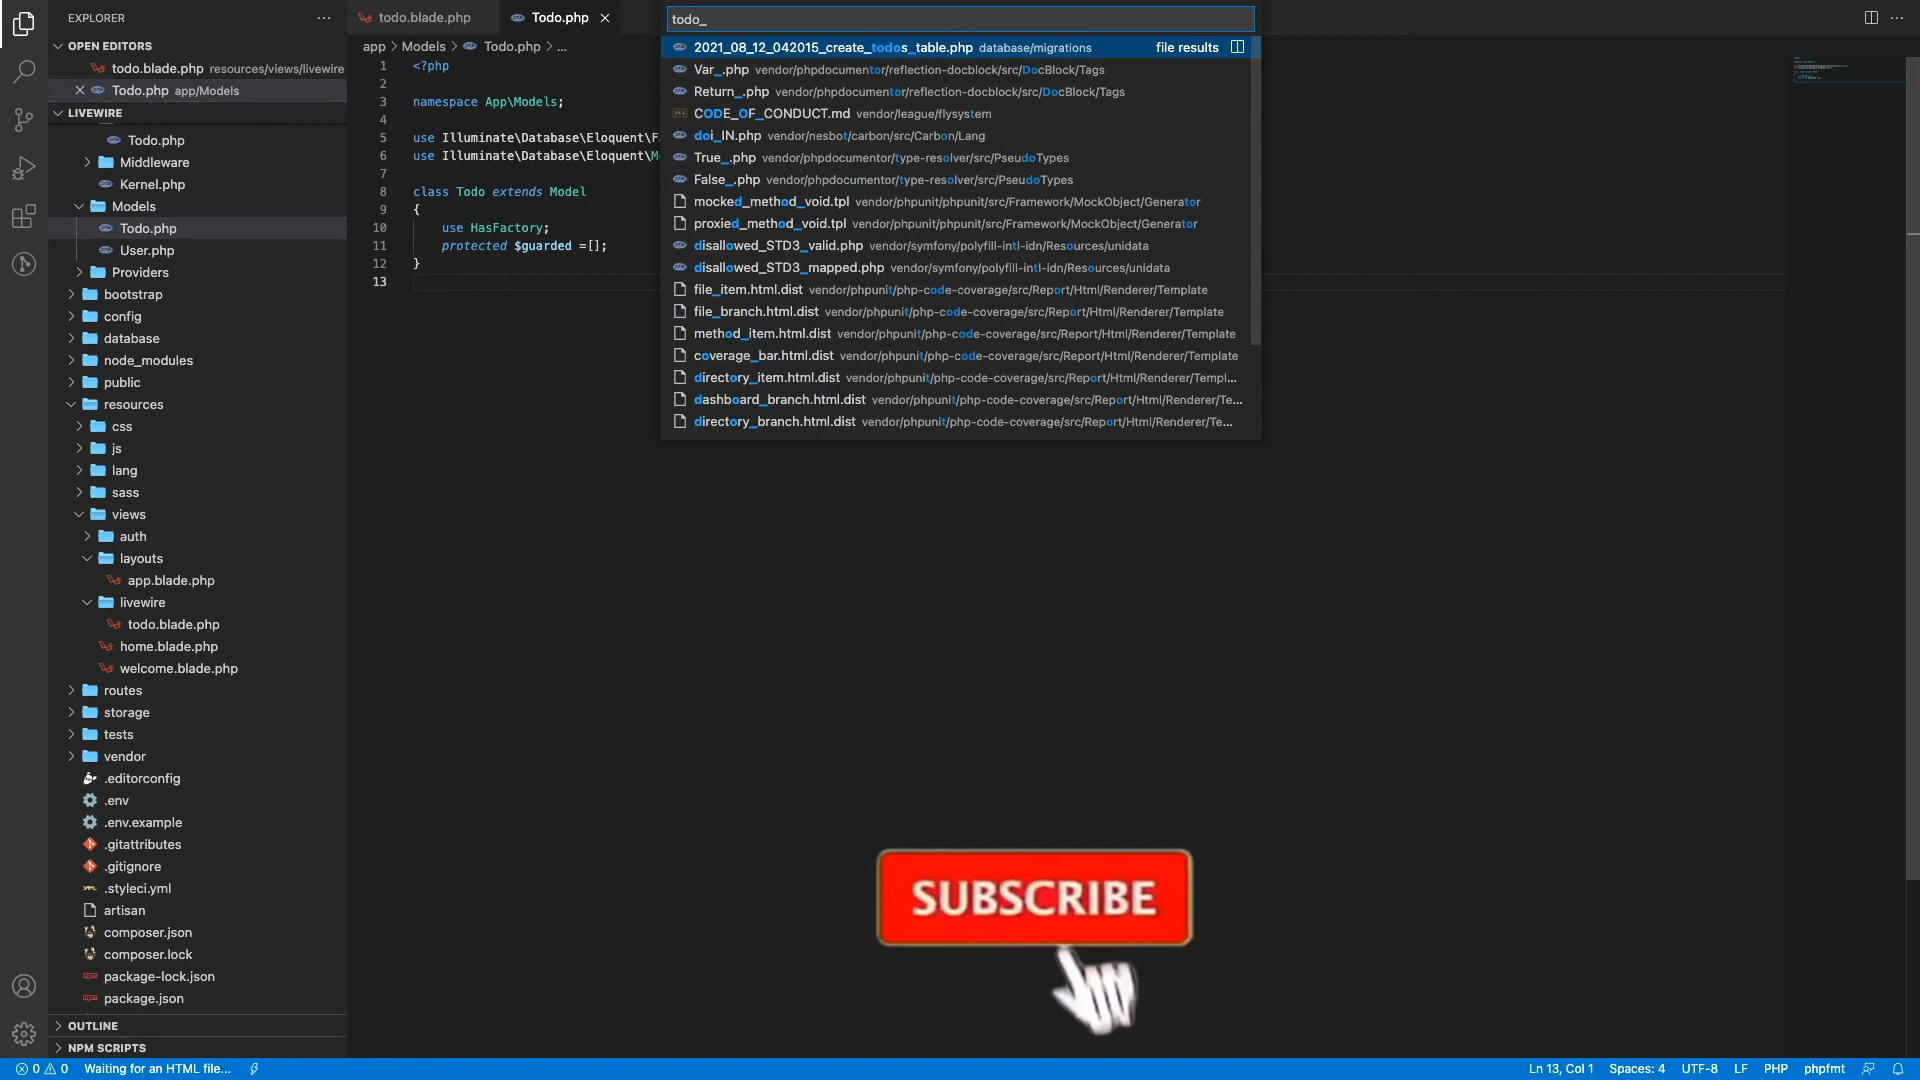 EXPLORER
OPEN EDITORS
todo.blade.php resources/views/livewire
Todo.php app/Models
LIVEWIRE
Todo.php
Middleware
Kernel.php
Models
Todo.php
User.php
Providers
bootstrap
config
database
node_modules
public
resources
css
js
lang
sass
views
auth
layouts
app.blade.php
livewire
todo.blade.php
home.blade.php
welcome.blade.php
routes
storage
tests
vendor
.editorconfig
.env
.env.example
.gitattributes
.gitignore
.styleci.yml
artisan
composer.json
composer.lock
package-lock.json
package.json
OUTLINE
NPM SCRIPTS
todo.blade.php
Todo.php
app > Models > Todo.php > ...
1 <?php
2
3 namespace App\Models;
4
5 use Illuminate\Database\Eloquent\F
6 use Illuminate\Database\Eloquent\M
7
8 class Todo extends Model
9 {
10 use HasFactory;
11 protected $guarded =[];
12 }
13
todo_
2021_08_12_042015_create_todos_table.php database/migrations file results
Var_.php vendor/phpdocumentor/reflection-docblock/src/DocBlock/Tags
Return_.php vendor/phpdocumentor/reflection-docblock/src/DocBlock/Tags
CODE_OF_CONDUCT.md vendor/league/flysystem
doi_IN.php vendor/nesbot/carbon/src/Carbon/Lang
True_.php vendor/phpdocumentor/type-resolver/src/PseudoTypes
False_.php vendor/phpdocumentor/type-resolver/src/PseudoTypes
mocked_method_void.tpl vendor/phpunit/phpunit/src/Framework/MockObject/Generator
proxied_method_void.tpl vendor/phpunit/phpunit/src/Framework/MockObject/Generator
disallowed_STD3_valid.php vendor/symfony/polyfill-intl-idn/Resources/unidata
disallowed_STD3_mapped.php vendor/symfony/polyfill-intl-idn/Resources/unidata
file_item.html.dist vendor/phpunit/php-code-coverage/src/Report/Html/Renderer/Template
file_branch.html.dist vendor/phpunit/php-code-coverage/src/Report/Html/Renderer/Template
method_item.html.dist vendor/phpunit/php-code-coverage/src/Report/Html/Renderer/Template
coverage_bar.html.dist vendor/phpunit/php-code-coverage/src/Report/Html/Renderer/Template
directory_item.html.dist vendor/phpunit/php-code-coverage/src/Report/Html/Renderer/Templ...
dashboard_branch.html.dist vendor/phpunit/php-code-coverage/src/Report/Html/Renderer/Te...
directory_branch.html.dist vendor/phpunit/php-code-coverage/src/Report/Html/Renderer/Te...
SUBSCRIBE
0 0 Waiting for an HTML file...
Ln 13, Col 1 Spaces: 4 UTF-8 LF PHP phpfmt